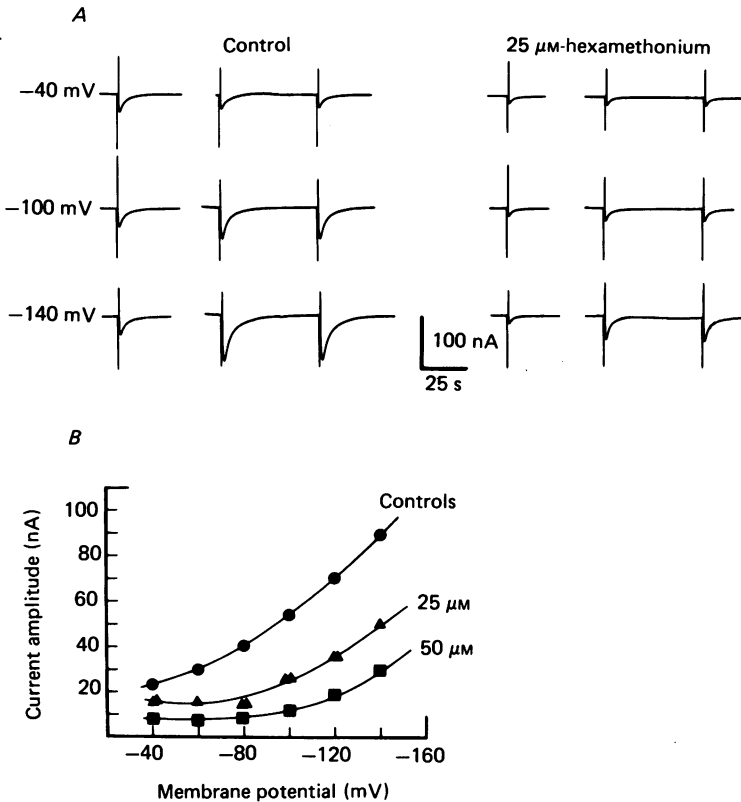 A
Control
25 μM-hexamethonium
−40 mV
−100 mV
−140 mV
100 nA
25 s
B
Current amplitude (nA)
100
80
60
40
20
Controls
25 μM
50 μM
−40
−80
−120
−160
Membrane potential (mV)